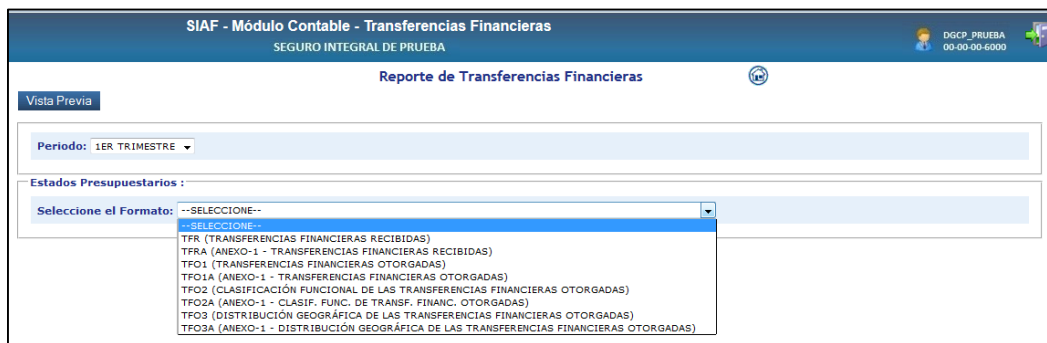 SIAF - Módulo Contable - Transferencias Financieras
SEGURO INTEGRAL DE PRUEBA
DGCP_PRUEBA
00-00-00-6000
Reporte de Transferencias Financieras
Vista Previa
Periodo: 1ER TRIMESTRE
Estados Presupuestarios :
Seleccione el Formato: --SELECCIONE--
--SELECCIONE--
TFR (TRANSFERENCIAS FINANCIERAS RECIBIDAS)
TFRA (ANEXO-1 - TRANSFERENCIAS FINANCIERAS RECIBIDAS)
TFO1 (TRANSFERENCIAS FINANCIERAS OTORGADAS)
TFO1A (ANEXO-1 - TRANSFERENCIAS FINANCIERAS OTORGADAS)
TFO2 (CLASIFICACIÓN FUNCIONAL DE LAS TRANSFERENCIAS FINANCIERAS OTORGADAS)
TFO2A (ANEXO-1 - CLASIF. FUNC. DE TRANSF. FINANC. OTORGADAS)
TFO3 (DISTRIBUCIÓN GEOGRÁFICA DE LAS TRANSFERENCIAS FINANCIERAS OTORGADAS)
TFO3A (ANEXO-1 - DISTRIBUCIÓN GEOGRÁFICA DE LAS TRANSFERENCIAS FINANCIERAS OTORGADAS)